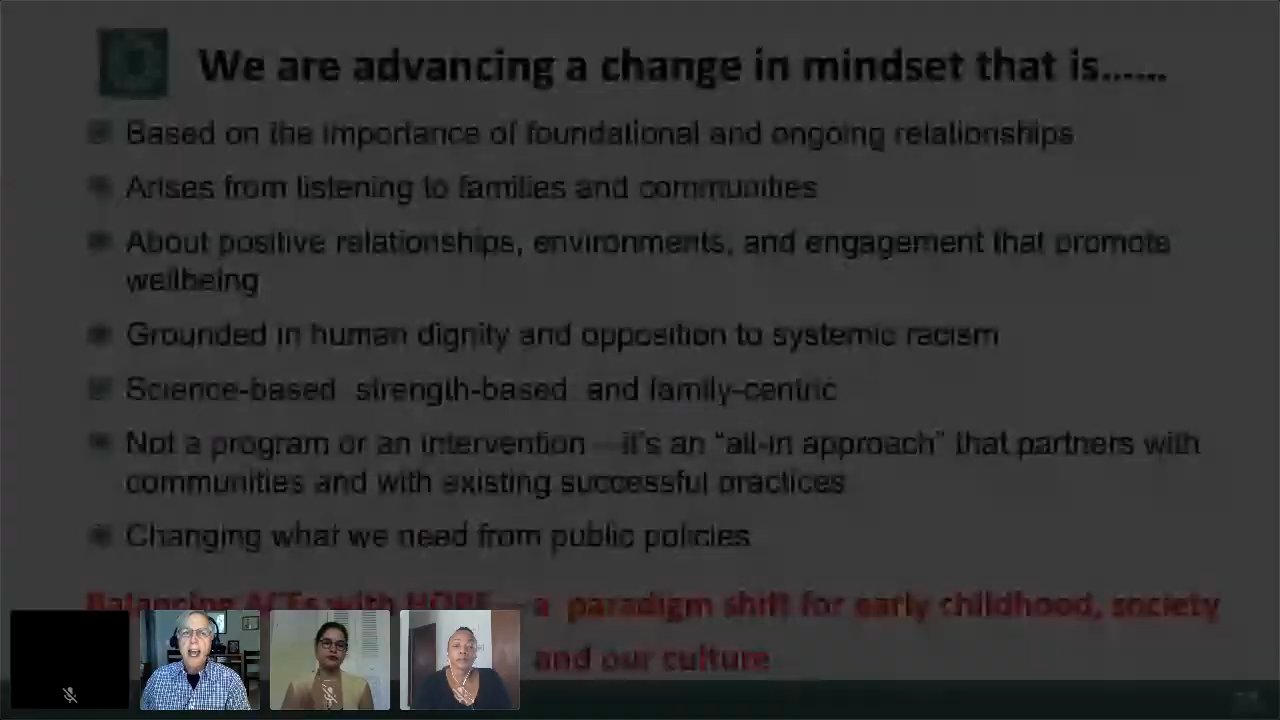 We are advancing a change in mindset that is......
Based on the importance of foundational and ongoing relationships
Arises from listening to families and communities
About positive relationships, environments, and engagement that promote
wellbeing
Grounded in human dignity and opposition to systemic racism
Science-based, strength-based, and family-centric
Not a program or an intervention – it's an “all-in approach” that partners with
communities and with existing successful practices
Changing what we need from public policies
Balancing ACEs with HOPE – a paradigm shift for early childhood, society
and our culture